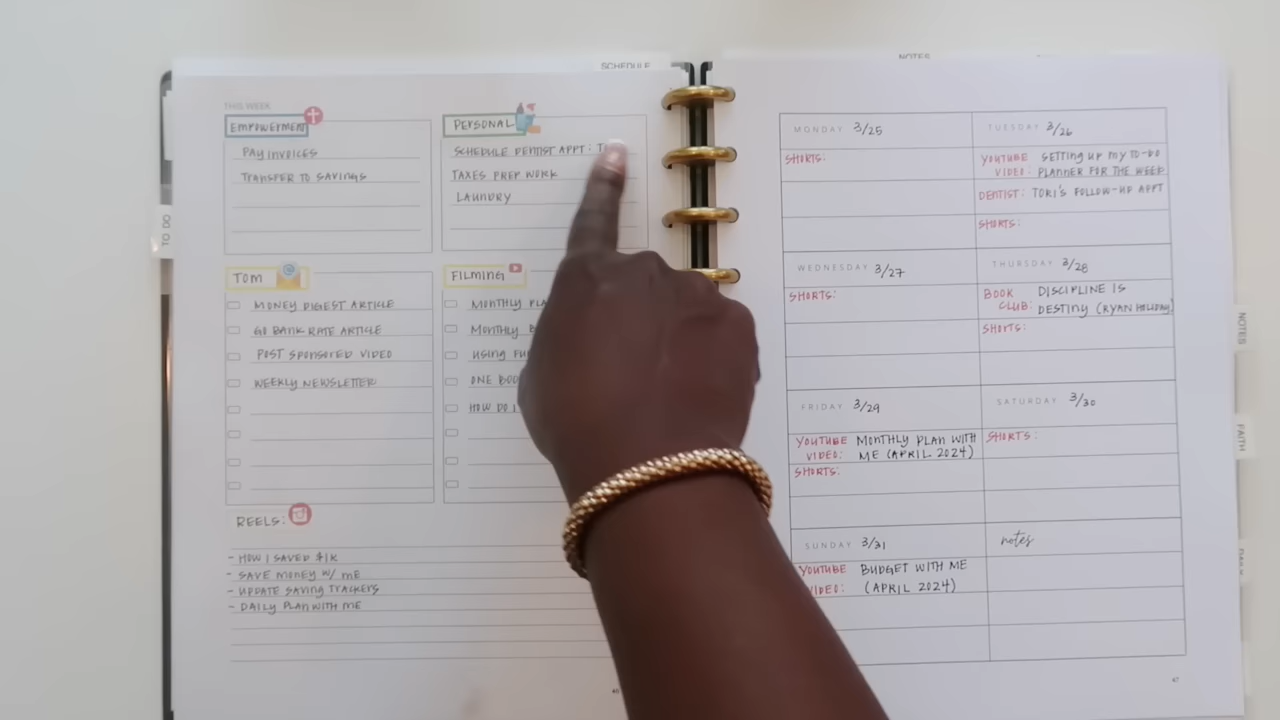 SCHEDULE
NOTES
THIS WEEK
EMPOWERMENT
PAY INVOICES
TRANSFER TO SAVINGS
PERSONAL
SCHEDULE DENTIST APPT:
TAXES PREP WORK
LAUNDRY
TO DO
TOM
MONEY DIGEST ARTICLE
GO BANK RATE ARTICLE
POST SPONSORED VIDEO
WEEKLY NEWSLETTER
FILMING
MONTHLY
MONTHLY
USING
ONE
HOW DO I
REELS:
- HOW I SAVED $1K
- SAVE MONEY W/ ME
- UPDATE SAVING TRACKERS
- DAILY PLAN WITH ME
MONDAY 3/25
SHORTS:
TUESDAY 3/26
YOUTUBE SETTING UP MY TO-DO
VIDEO: PLANNER FOR THE WEEK
DENTIST: TORI'S FOLLOW-UP APPT
SHORTS:
WEDNESDAY 3/27
SHORTS:
THURSDAY 3/28
BOOK DISCIPLINE IS
CLUB: DESTINY (RYAN HOLIDAY)
SHORTS:
FRIDAY 3/29
YOUTUBE MONTHLY PLAN WITH
VIDEO: ME (APRIL 2024)
SHORTS:
SATURDAY 3/30
SHORTS:
SUNDAY 3/31
YOUTUBE BUDGET WITH ME
VIDEO: (APRIL 2024)
notes
NOTES
FAITH
47